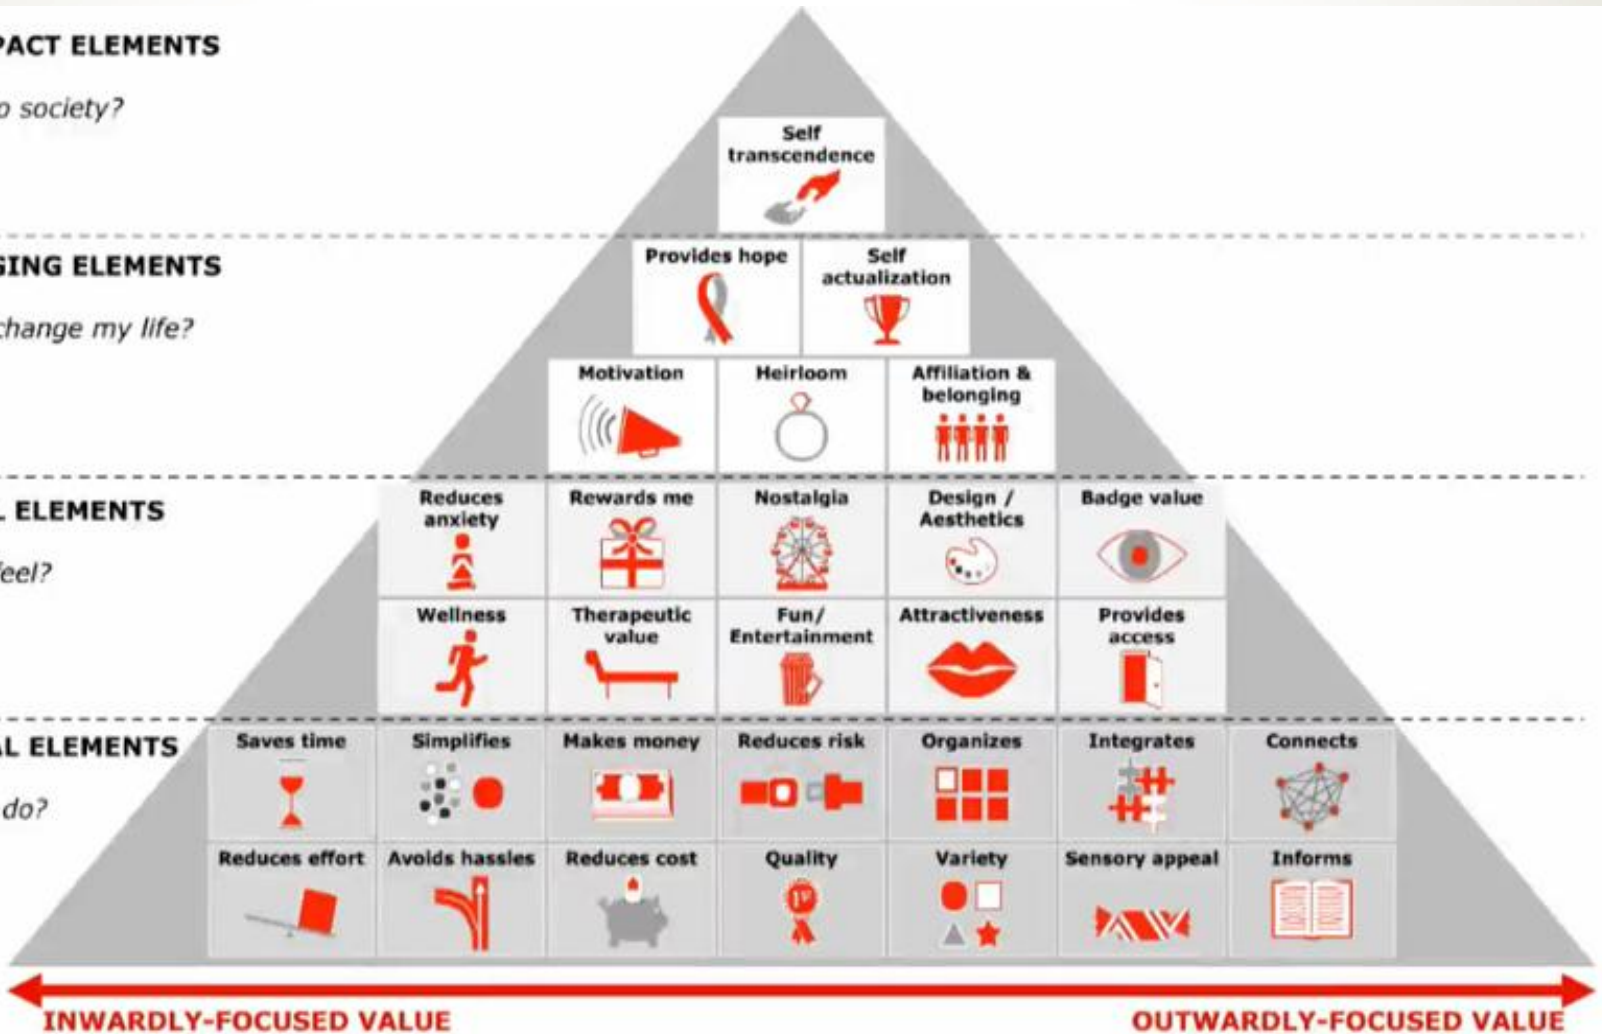 PACT ELEMENTS
o society?
Self
transcendence
GING ELEMENTS
change my life?
Provides hope
Self
actualization
Motivation
Heirloom
Affiliation &
belonging
L ELEMENTS
feel?
Reduces
anxiety
Rewards me
Nostalgia
Design /
Aesthetics
Badge value
Wellness
Therapeutic
value
Fun/
Entertainment
Attractiveness
Provides
access
AL ELEMENTS
do?
Saves time
Simplifies
Makes money
Reduces risk
Organizes
Integrates
Connects
Reduces effort
Avoids hassles
Reduces cost
Quality
1st
Variety
Sensory appeal
Informs
INWARDLY-FOCUSED VALUE
OUTWARDLY-FOCUSED VALUE